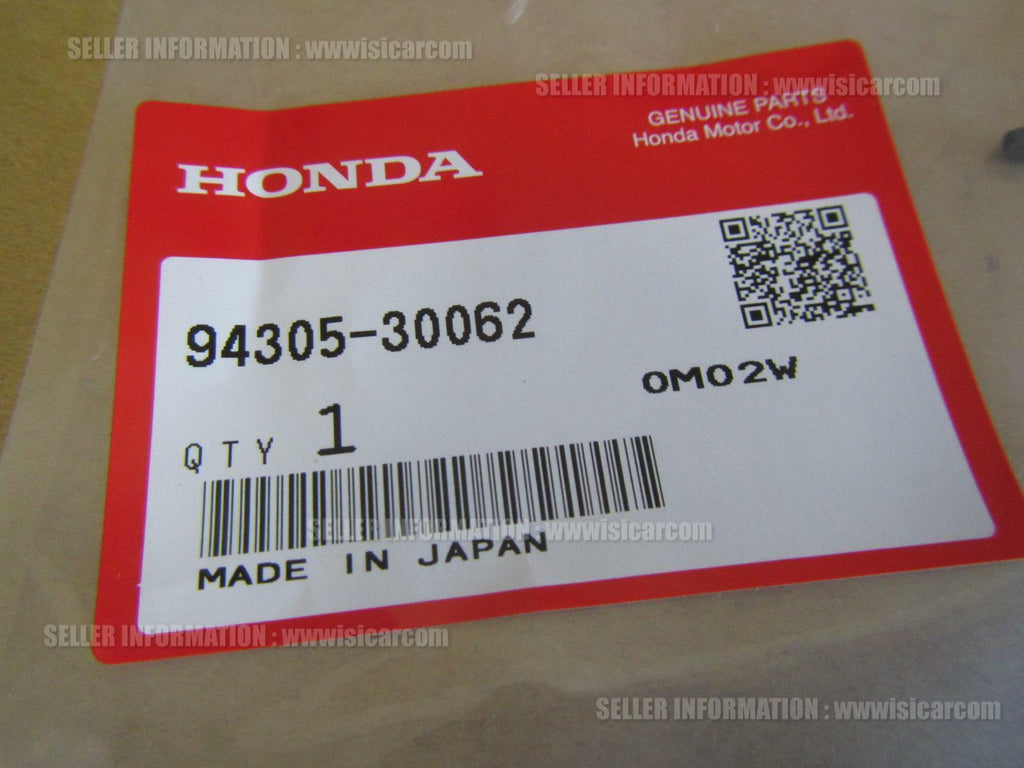 SELLER INFORMATION : wwwisicarcom
SELLER INFORMATION : wwwisicarcom
GENUINE PARTS
Honda Motor Co., Ltd.
HONDA
94305-30062
0M02W
QTY 1
SELLER INFORMATION : wwwisicarcom
MADE IN JAPAN
SELLER INFORMATION : wwwisicarcom
SELLER INFORMATION : wwwisicarcom